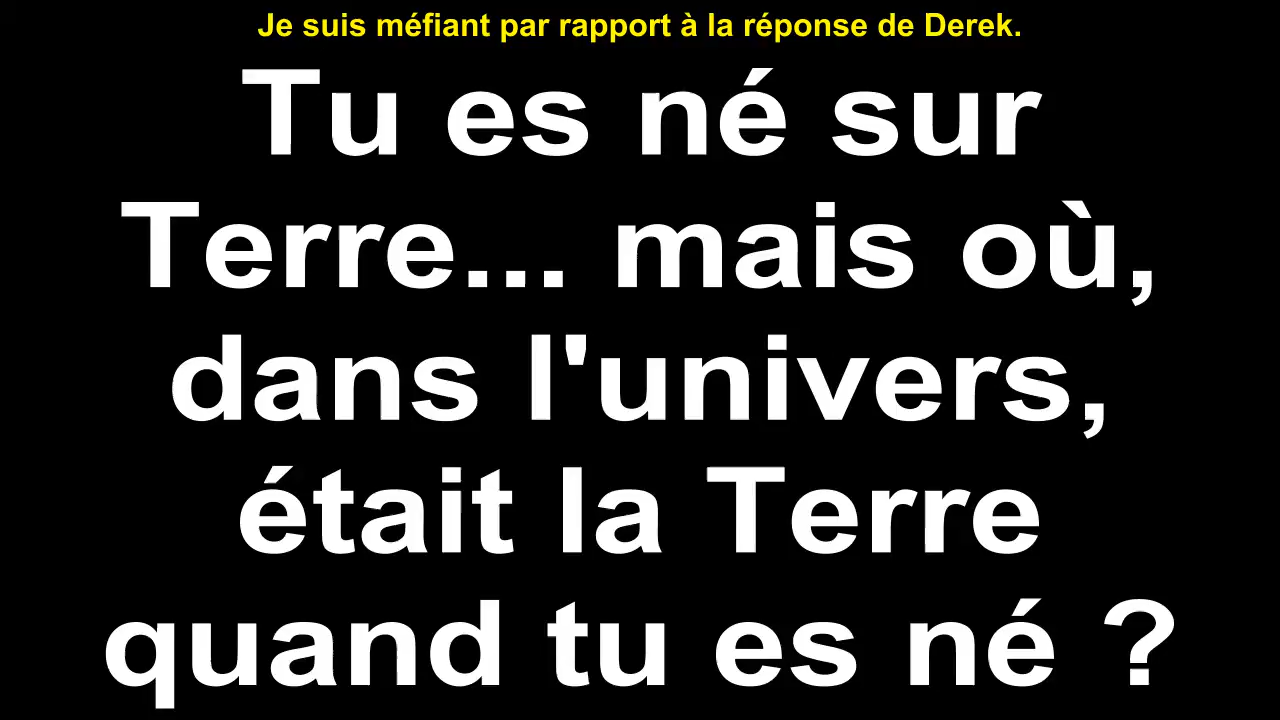 Je suis méfiant par rapport à la réponse de Derek.
Tu es né sur
Terre... mais où,
dans l'univers,
était la Terre
quand tu es né ?